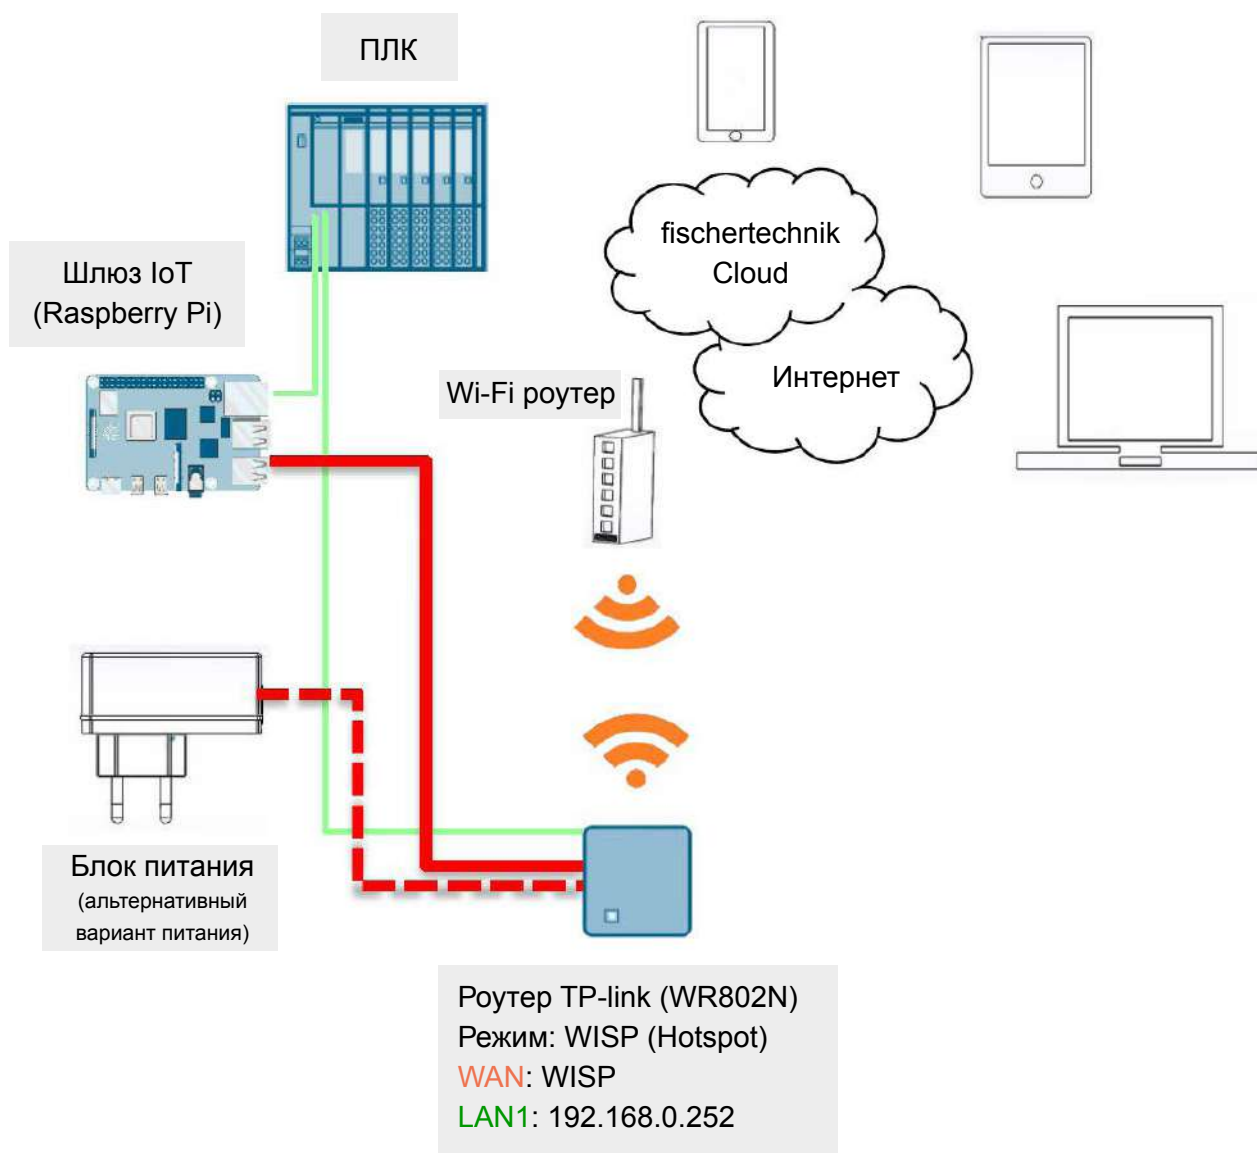 ПЛК
fischertechnik
Cloud
Шлюз IoT
(Raspberry Pi)
Интернет
Wi-Fi роутер
Блок питания
(альтернативный
вариант питания)
Роутер TP-link (WR802N)
Режим: WISP (Hotspot)
WAN: WISP
LAN1: 192.168.0.252